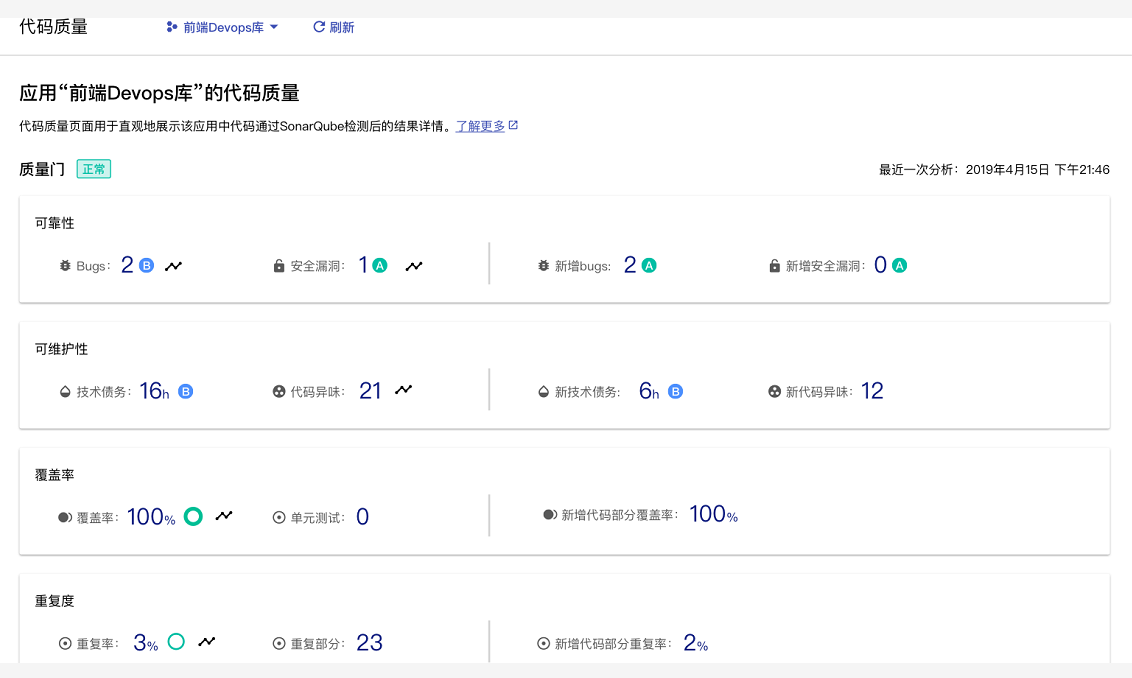 代码质量 前端Devops库 刷新
应用“前端Devops库”的代码质量
代码质量页面用于直观地展示该应用中代码通过SonarQube检测后的结果详情。了解更多
质量门 正常 最近一次分析：2019年4月15日 下午21:46
可靠性
Bugs： 2 B 安全漏洞： 1 A 新增bugs: 2 A 新增安全漏洞： 0 A
可维护性
技术债务： 16h B 代码异味： 21 新技术债务: 6h B 新代码异味： 12
覆盖率
覆盖率： 100% 单元测试： 0 新增代码部分覆盖率： 100%
重复度
重复率： 3% 重复部分： 23 新增代码部分重复率： 2%